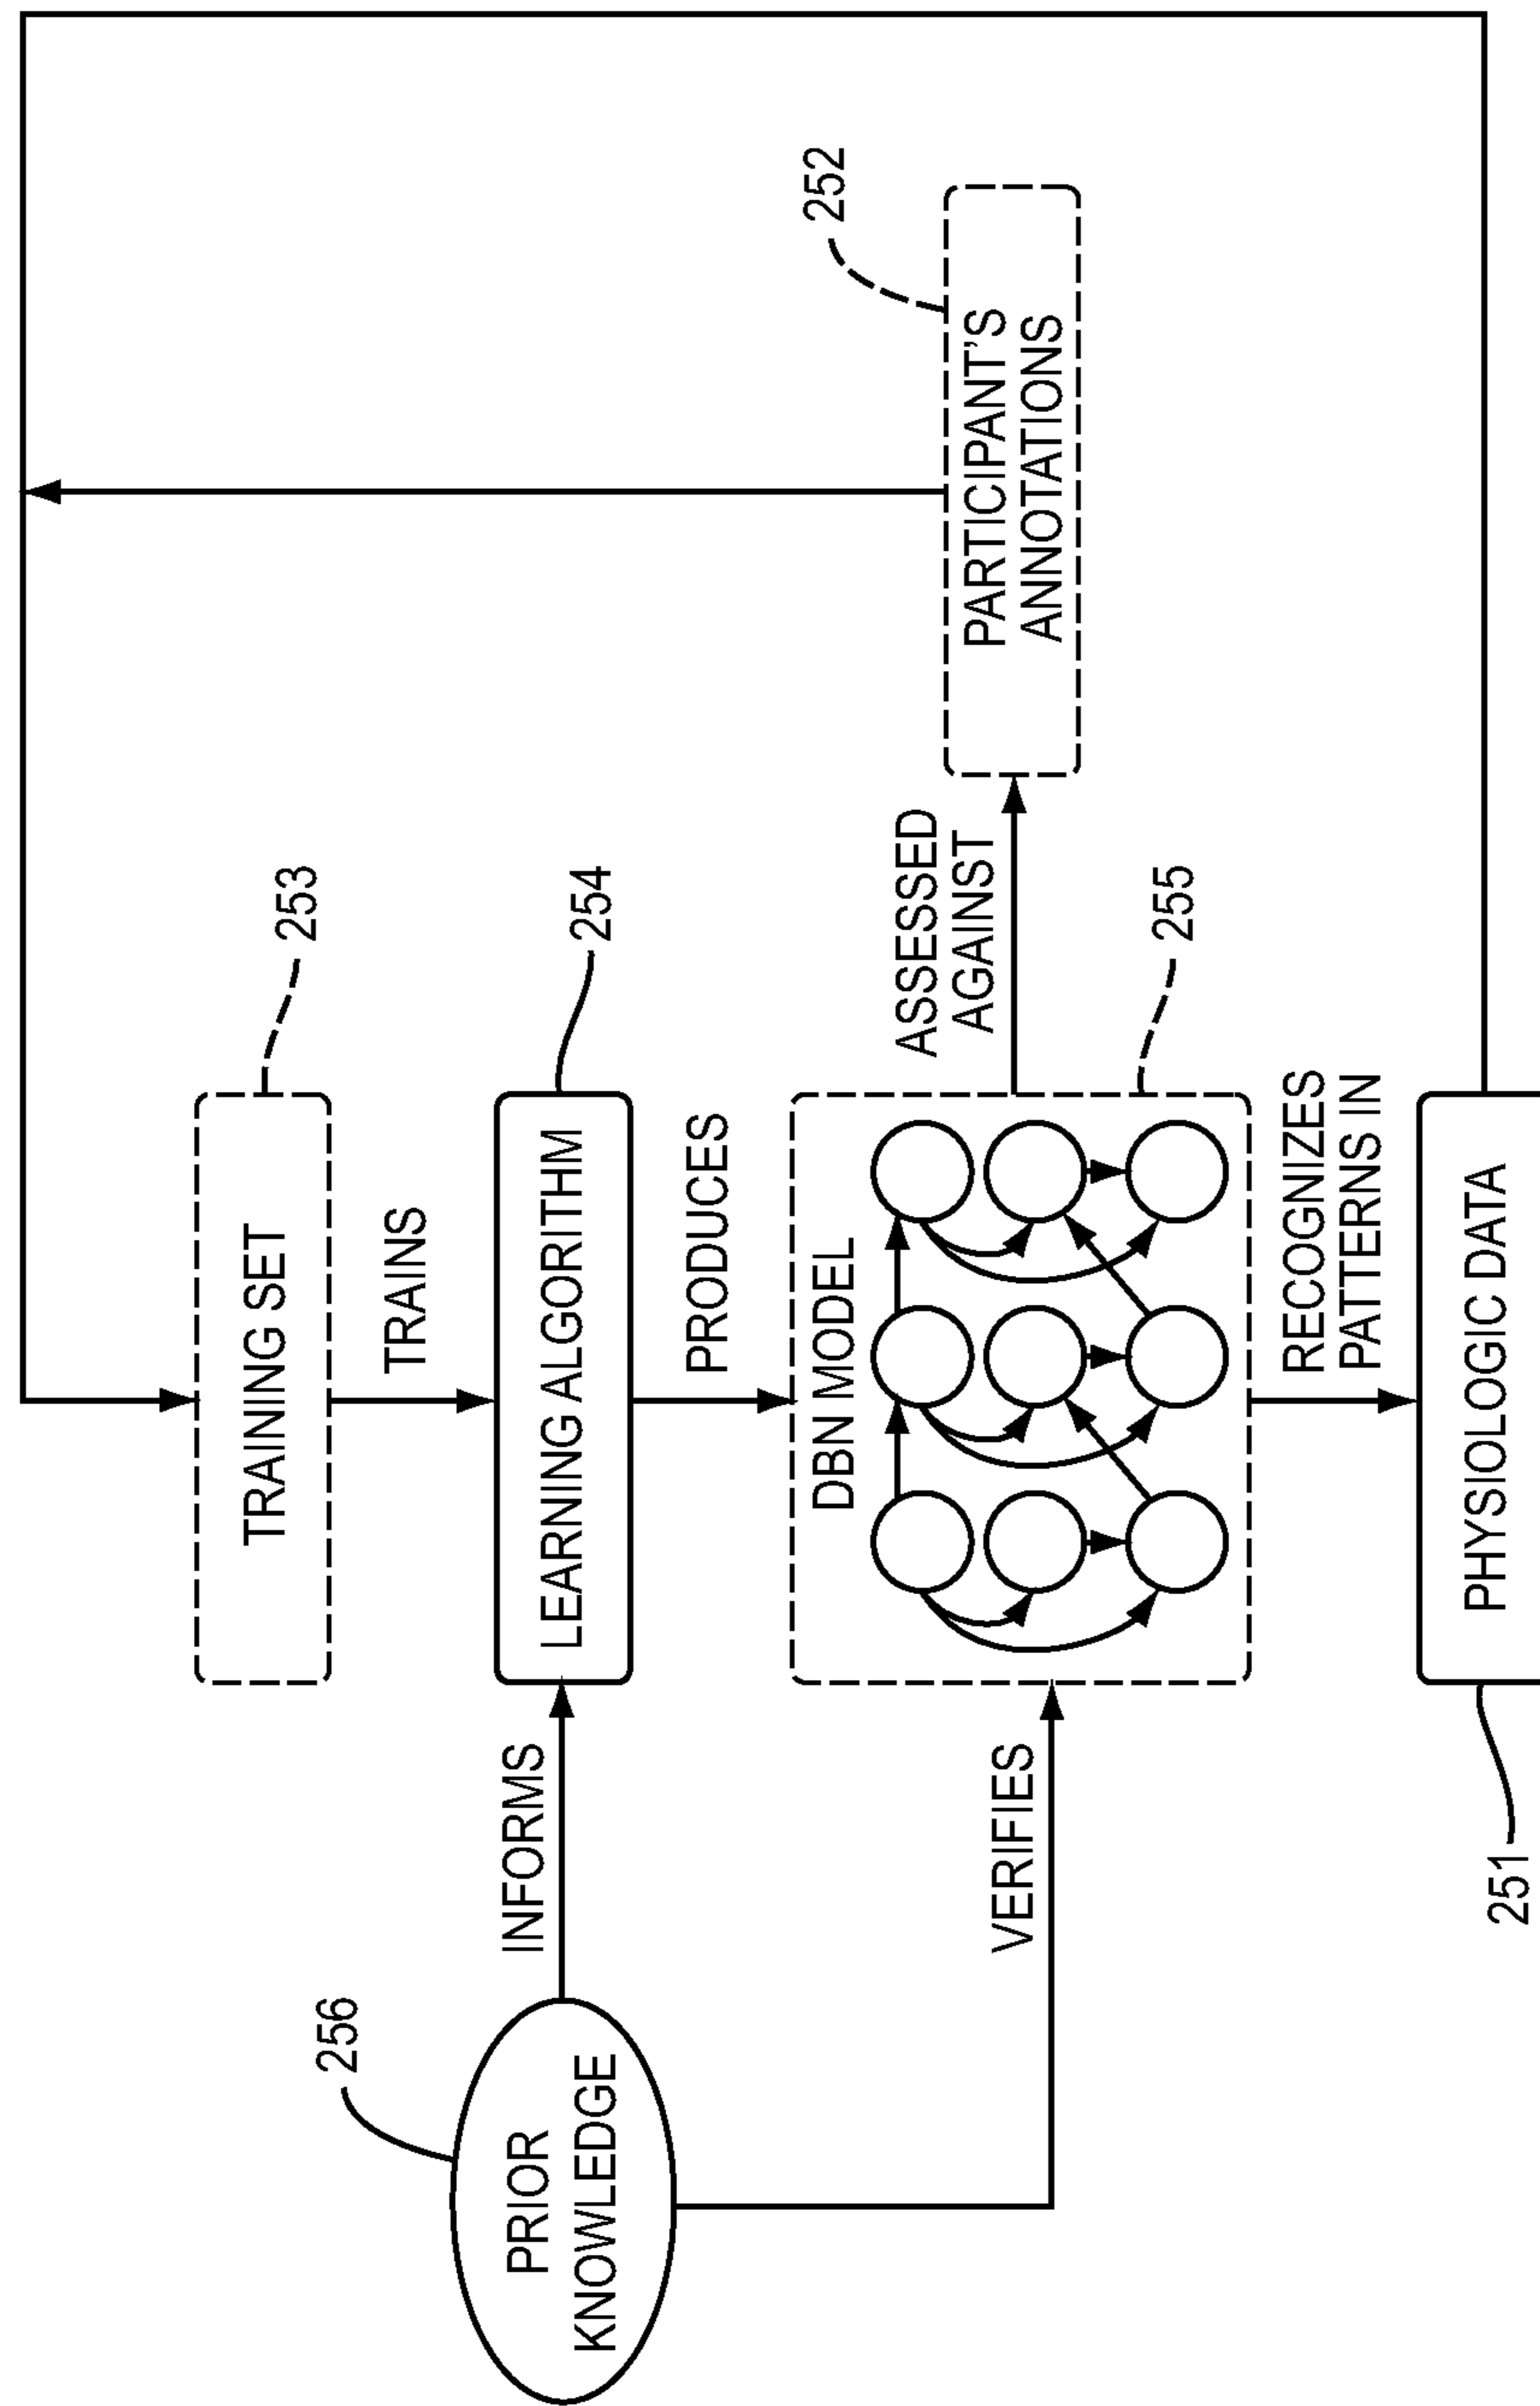 253
TRAINING SET
TRAINS
254
LEARNING ALGORITHM
INFORMS
256
PRIOR
KNOWLEDGE
PRODUCES
DBN MODEL
255
VERIFIES
ASSESSED
AGAINST
252
PARTICIPANT'S
ANNOTATIONS
RECOGNIZES
PATTERNS IN
PHYSIOLOGIC DATA
251